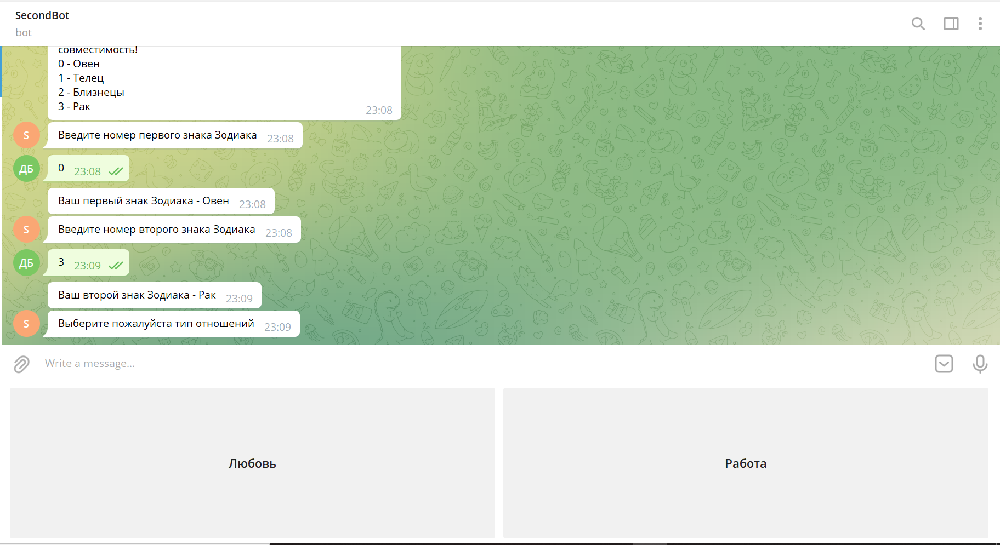 SecondBot
bot
совместимость!
0 - Овен
1 - Телец
2 - Близнецы
3 - Рак
23:08
S
Введите номер первого знака Зодиака 23:08
ДБ
0 23:08
Ваш первый знак Зодиака - Овен 23:08
S
Введите номер второго знака Зодиака 23:08
ДБ
3 23:09
Ваш второй знак Зодиака - Рак 23:09
S
Выберите пожалуйста тип отношений 23:09
Write a message...
Любовь
Работа